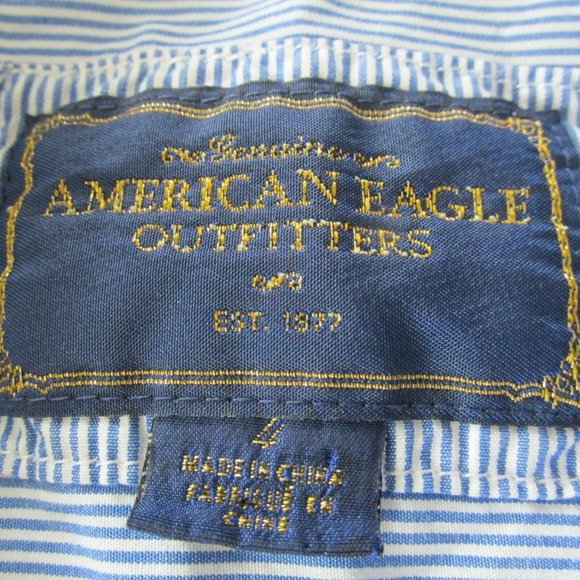 Genuine
AMERICAN EAGLE
OUTFITTERS
EST. 1977
4
MADE IN CHINA
FABRIQUÉ EN
CHINE